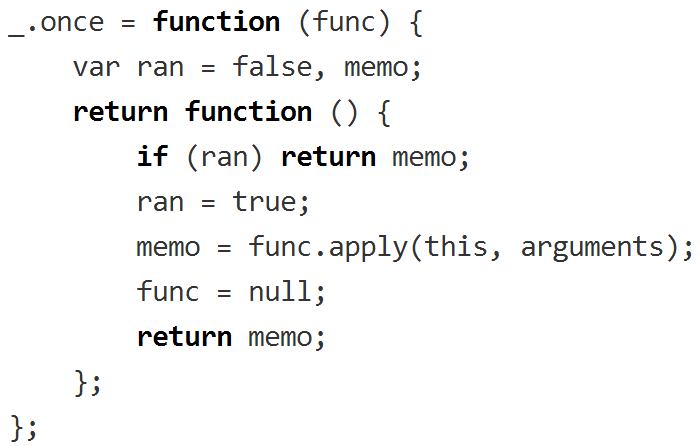 _.once = function (func) {
    var ran = false, memo;
    return function () {
        if (ran) return memo;
        ran = true;
        memo = func.apply(this, arguments);
        func = null;
        return memo;
    };
};